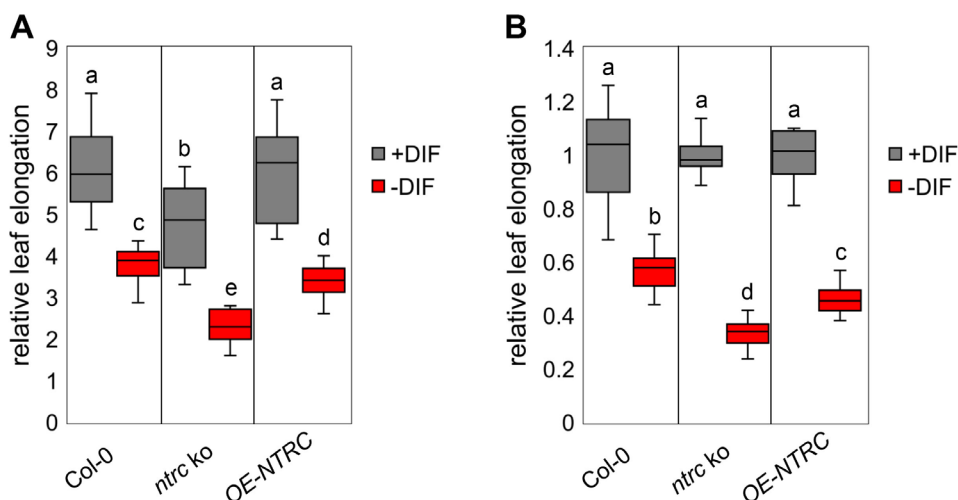 A
relative leaf elongation
9
8
7
6
5
4
3
2
1
0
a
c
b
e
a
d
Col-0
ntrc ko
OE-NTRC
+DIF
-DIF
B
relative leaf elongation
1.4
1.2
1
0.8
0.6
0.4
0.2
0
a
b
a
d
a
c
Col-0
ntrc ko
OE-NTRC
+DIF
-DIF